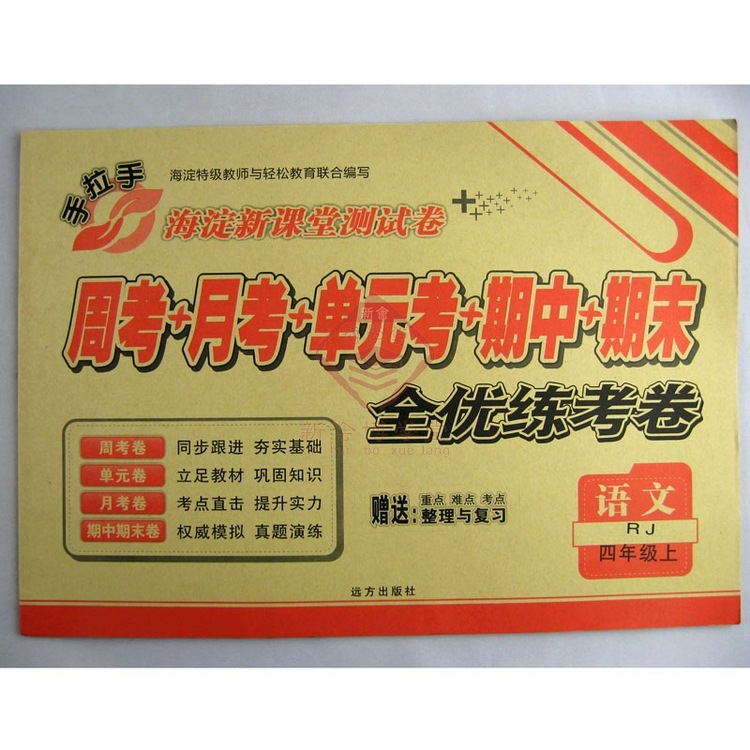 手拉手
海淀特级教师与轻松教育联合编写
海淀新课堂测试卷
周考+月考+单元考+期中+期末
全优练考卷
周考卷 同步跟进 夯实基础
单元卷 立足教材 巩固知识
月考卷 考点直击 提升实力
期中期末卷 权威模拟 真题演练
赠送: 重点 难点 考点
整理与复习
语文
RJ
四年级上
远方出版社